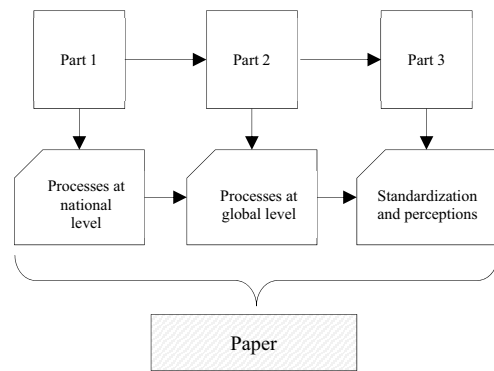 Part 1
Part 2
Part 3
Processes at
national
level
Processes at
global level
Standardization
and perceptions
Paper